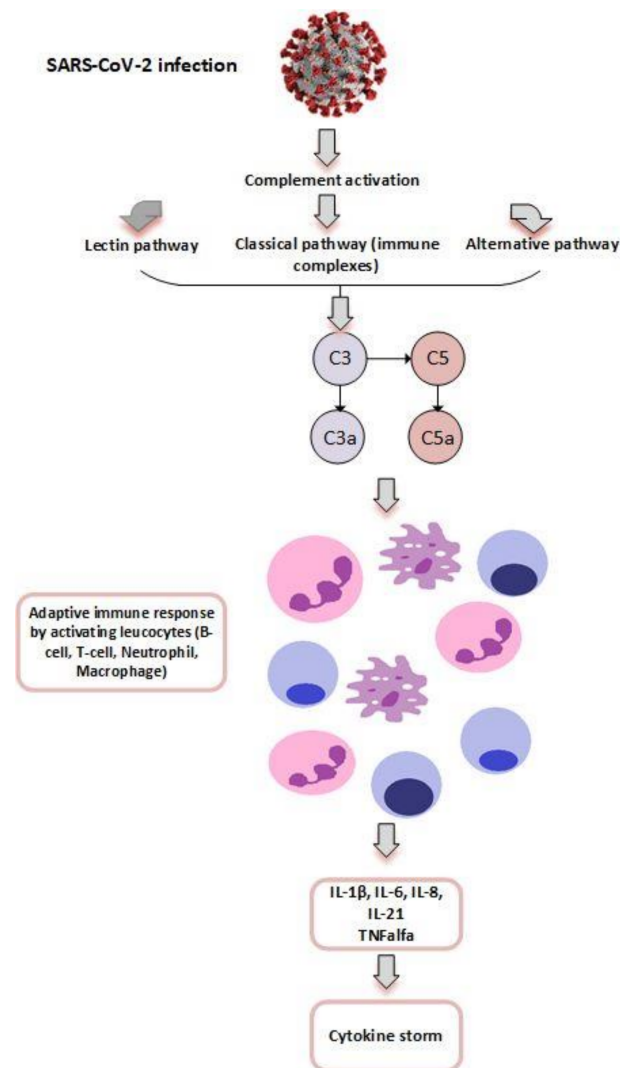 SARS-CoV-2 infection
Complement activation
Lectin pathway
Classical pathway (immune
complexes)
Alternative pathway
C3
C5
C3a
C5a
Adaptive immune response
by activating leucocytes (B-
cell, T-cell, Neutrophil,
Macrophage)
IL-1β, IL-6, IL-8,
IL-21
TNFalfa
Cytokine storm